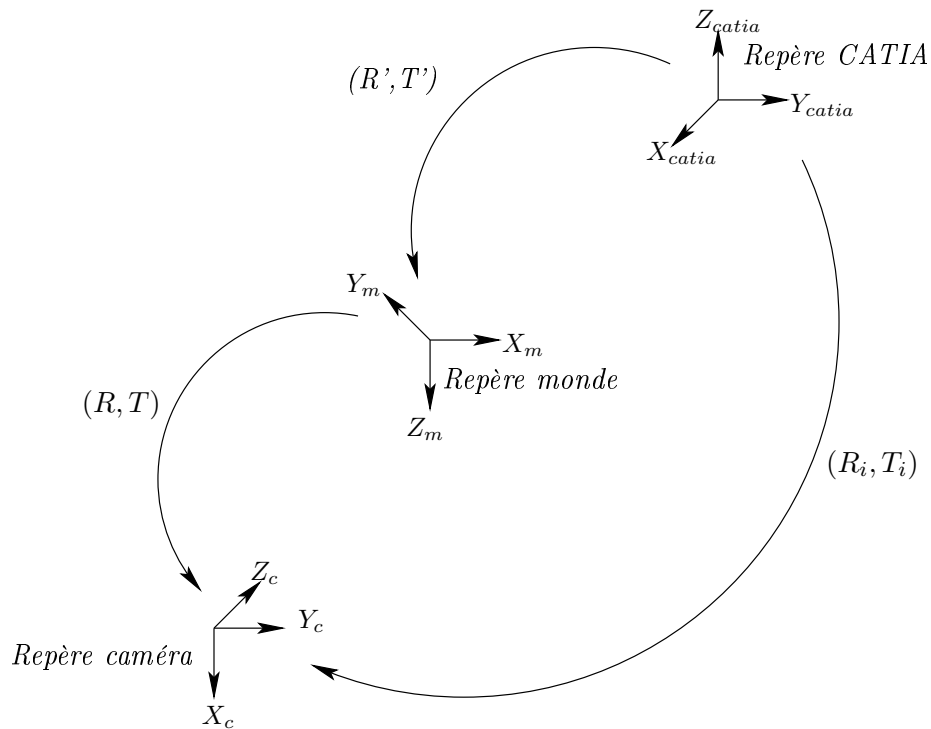 Z_catia
Repère CATIA
(R',T')
Y_catia
X_catia
Y_m
X_m
Repère monde
(R, T)
Z_m
(R_i, T_i)
Z_c
Y_c
Repère caméra
X_c